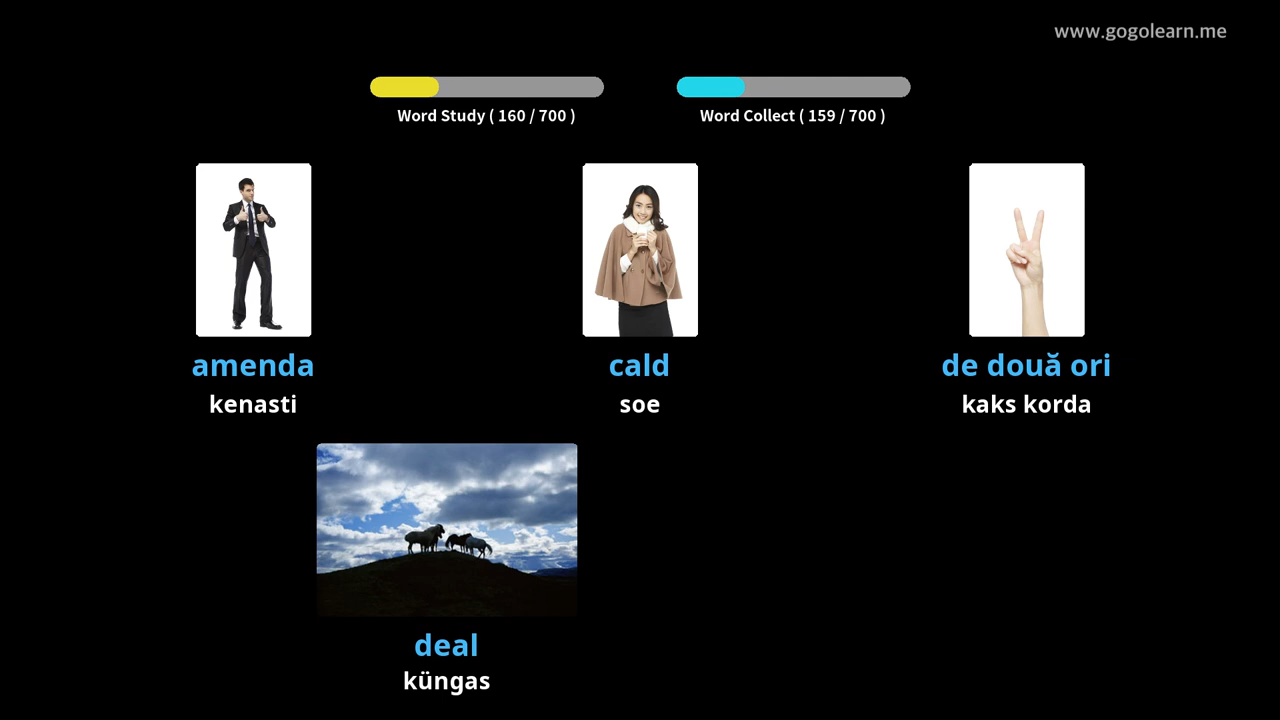 www.gogolearn.me
Word Study ( 160 / 700 )
Word Collect ( 159 / 700 )
amenda
kenasti
cald
soe
de două ori
kaks korda
deal
küngas